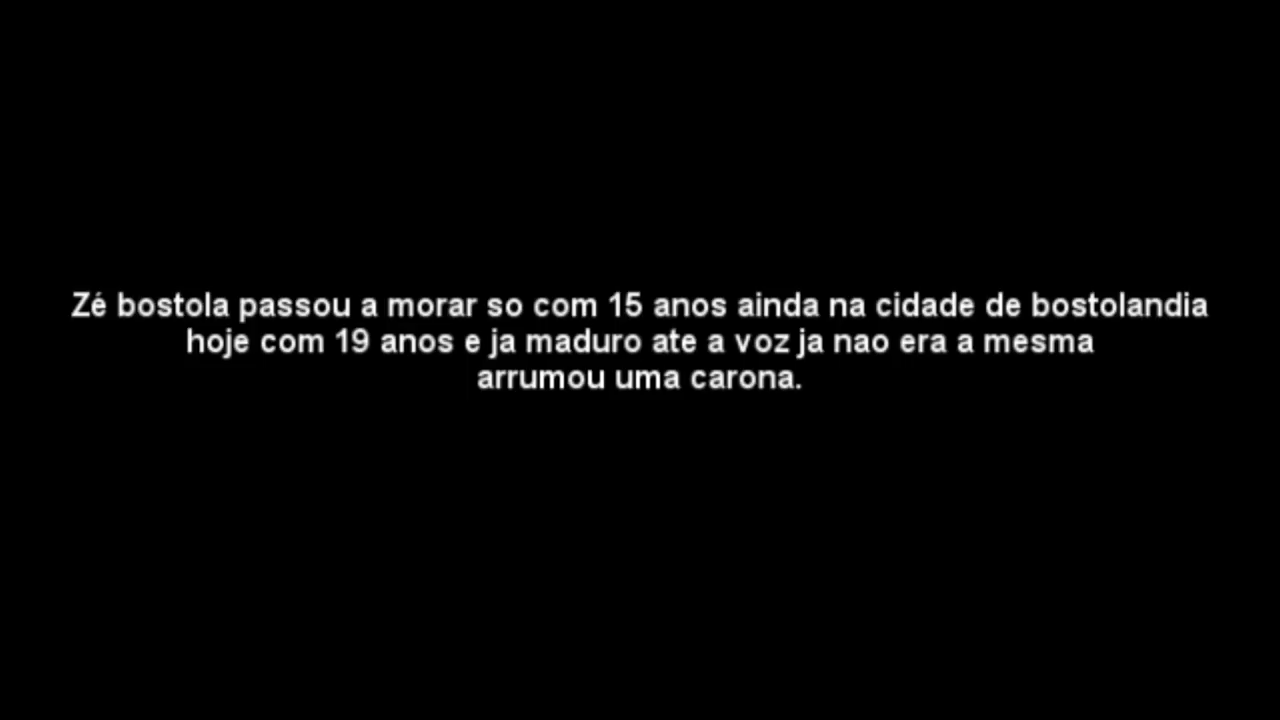 Zé bostola passou a morar so com 15 anos ainda na cidade de bostolandia
hoje com 19 anos e ja maduro ate a voz ja nao era a mesma
arrumou uma carona.